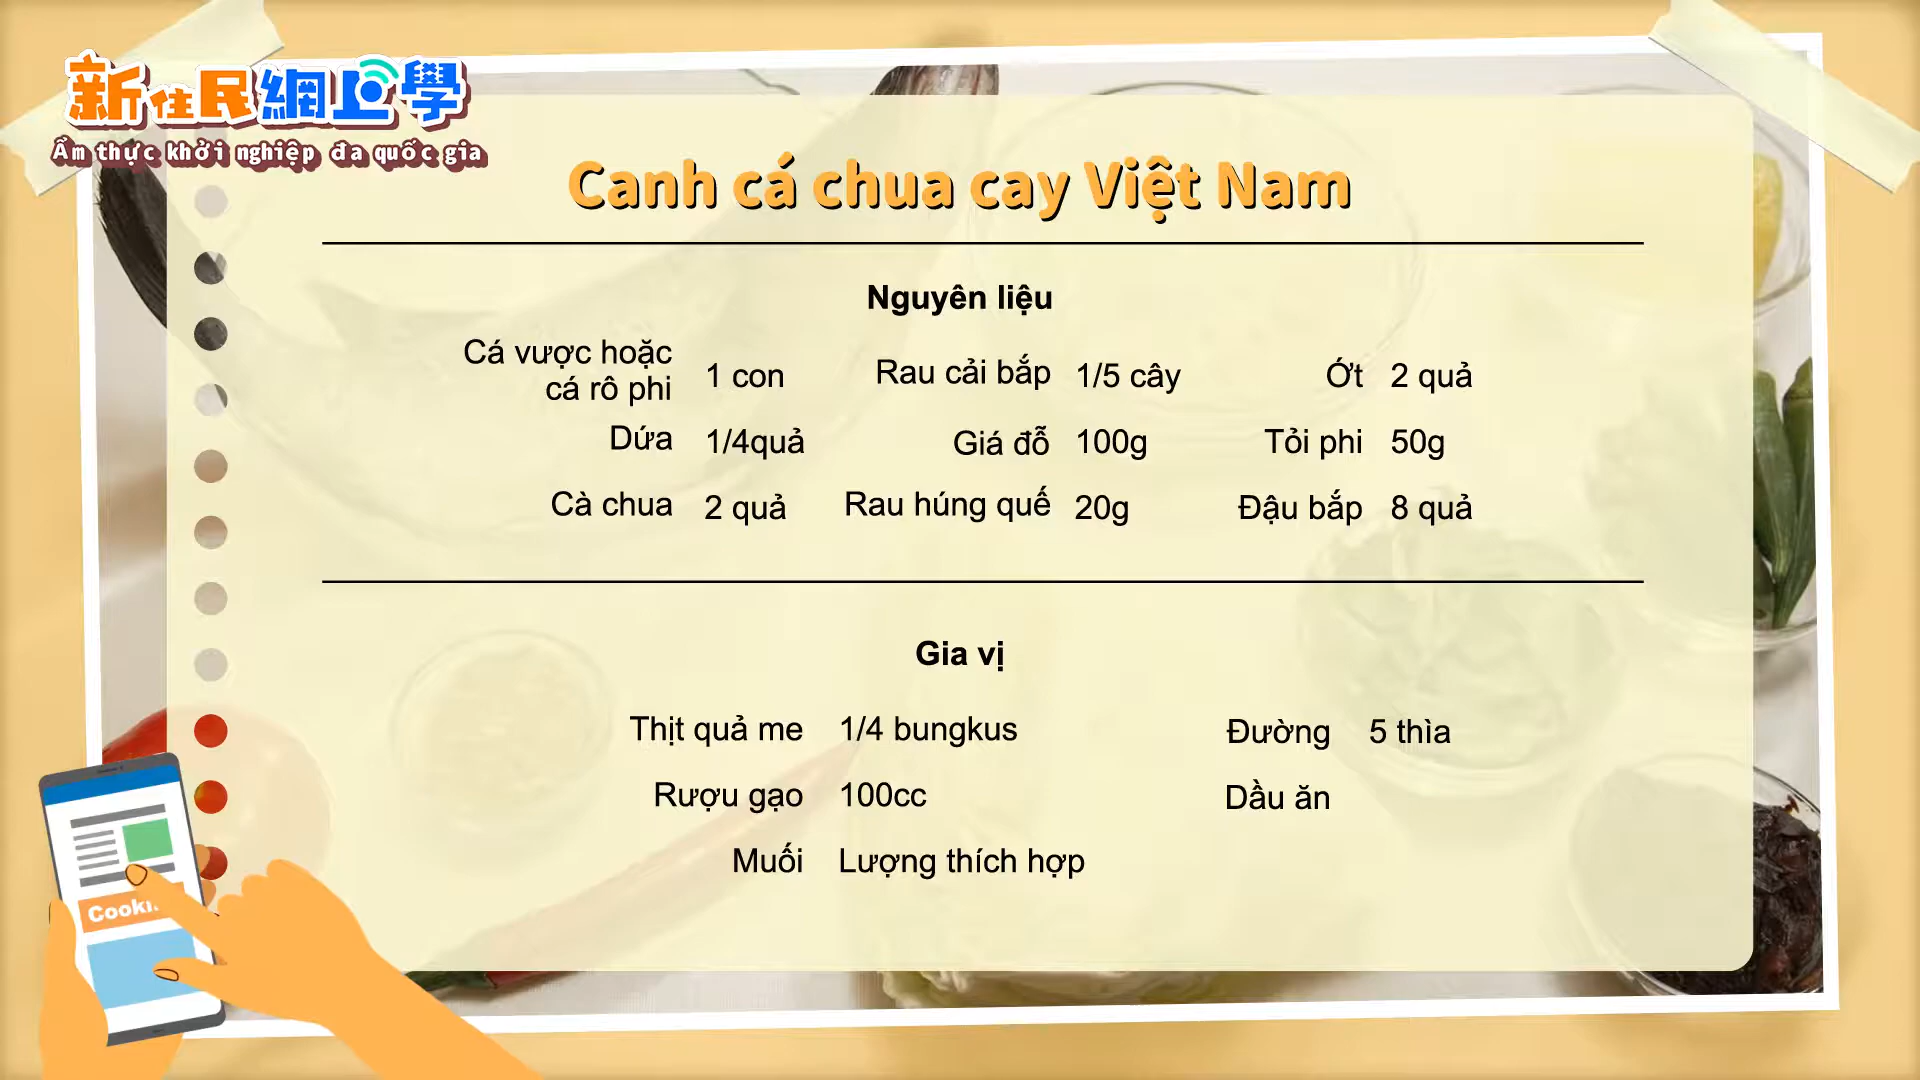 新住民網上學
Ẩm thực khởi nghiệp đa quốc gia
Canh cá chua cay Việt Nam
Nguyên liệu
Cá vược hoặc
cá rô phi 1 con
Rau cải bắp 1/5 cây
Ớt 2 quả
Dứa 1/4quả
Giá đỗ 100g
Tỏi phi 50g
Cà chua 2 quả
Rau húng quế 20g
Đậu bắp 8 quả
Gia vị
Thịt quả me 1/4 bungkus
Đường 5 thìa
Rượu gạo 100cc
Dầu ăn
Muối Lượng thích hợp